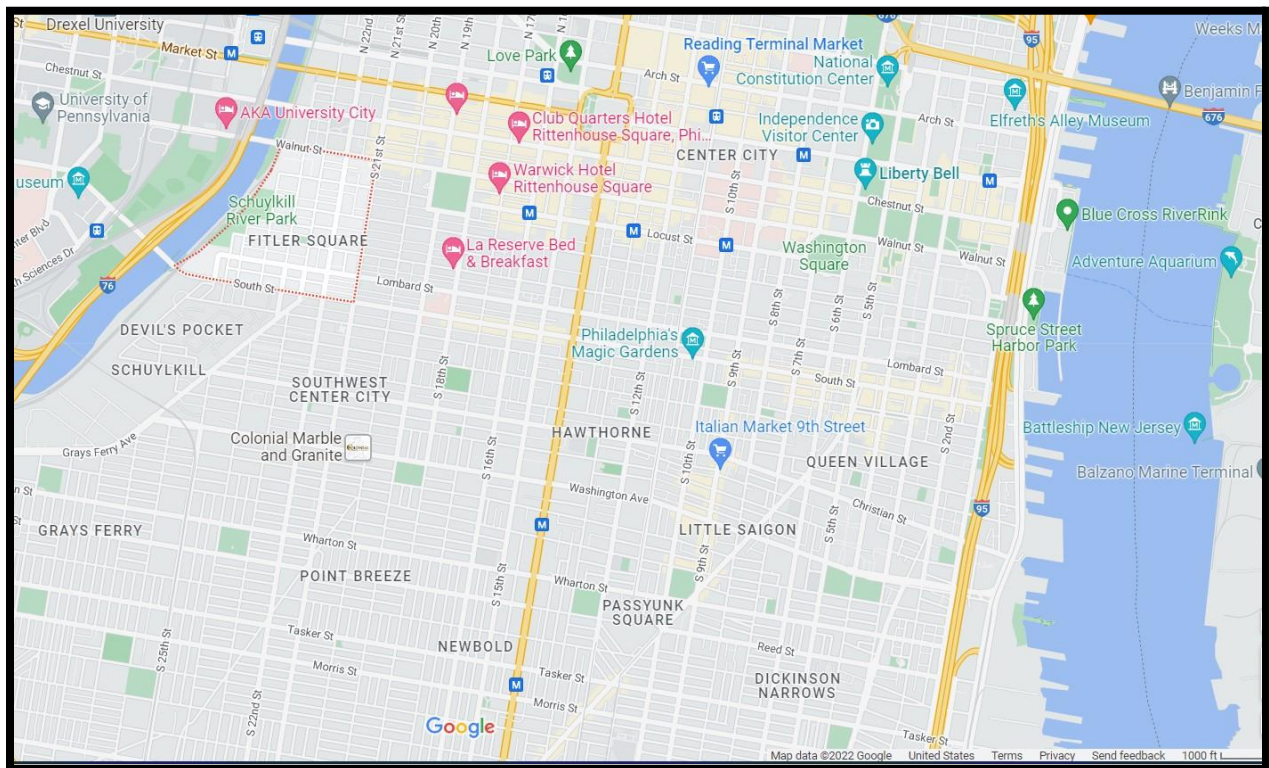 Drexel University
676
Weeks M
N 22nd
N 21st St
N 20th
N 19th
N 17
N 1
Market St
M
St
95
Love Park
Reading Terminal Market
National
Constitution Center
Chestnut St
Arch St
Benjamin F
University of
Pennsylvania
AKA University City
Club Quarters Hotel
Rittenhouse Square, Phi...
Independence
Visitor Center
Arch St
Elfreth's Alley Museum
676
Walnut St
S 21st St
CENTER CITY
M
Warwick Hotel
Rittenhouse Square
S 10th St
Liberty Bell
M
useum
Schuylkill
River Park
Chestnut St
Blue Cross RiverRink
M
FITLER SQUARE
Locust St
M
M
Washington
Square
Walnut St
Walnut St
C
ter Blvd
h Sciences Dr
La Reserve Bed
& Breakfast
Adventure Aquarium
76
South St
Lombard St
S 8th St
S 6th St
S 5th St
Spruce Street
Harbor Park
DEVIL'S POCKET
Philadelphia's
Magic Gardens
SCHUYLKILL
S 18th St
S 12th St
S 9th St
S 7th St
Lombard St
South St
SOUTHWEST
CENTER CITY
S 2nd St
Colonial Marble
and Granite
HAWTHORNE
Italian Market 9th Street
Battleship New Jersey
Grays Ferry Ave
S 16th St
S 10th St
QUEEN VILLAGE
Balzano Marine Terminal
n St
Washington Ave
Christian St
95
St
GRAYS FERRY
M
LITTLE SAIGON
S 5th St
Wharton St
POINT BREEZE
S 15th St
Wharton St
S 9th St
PASSYUNK
SQUARE
S 25th St
Tasker St
NEWBOLD
Reed St
Morris St
Tasker St
DICKINSON
NARROWS
S 22nd St
M
Morris St
Google
Tasker St
Map data ©2022 Google United States Terms Privacy Send feedback 1000 ft